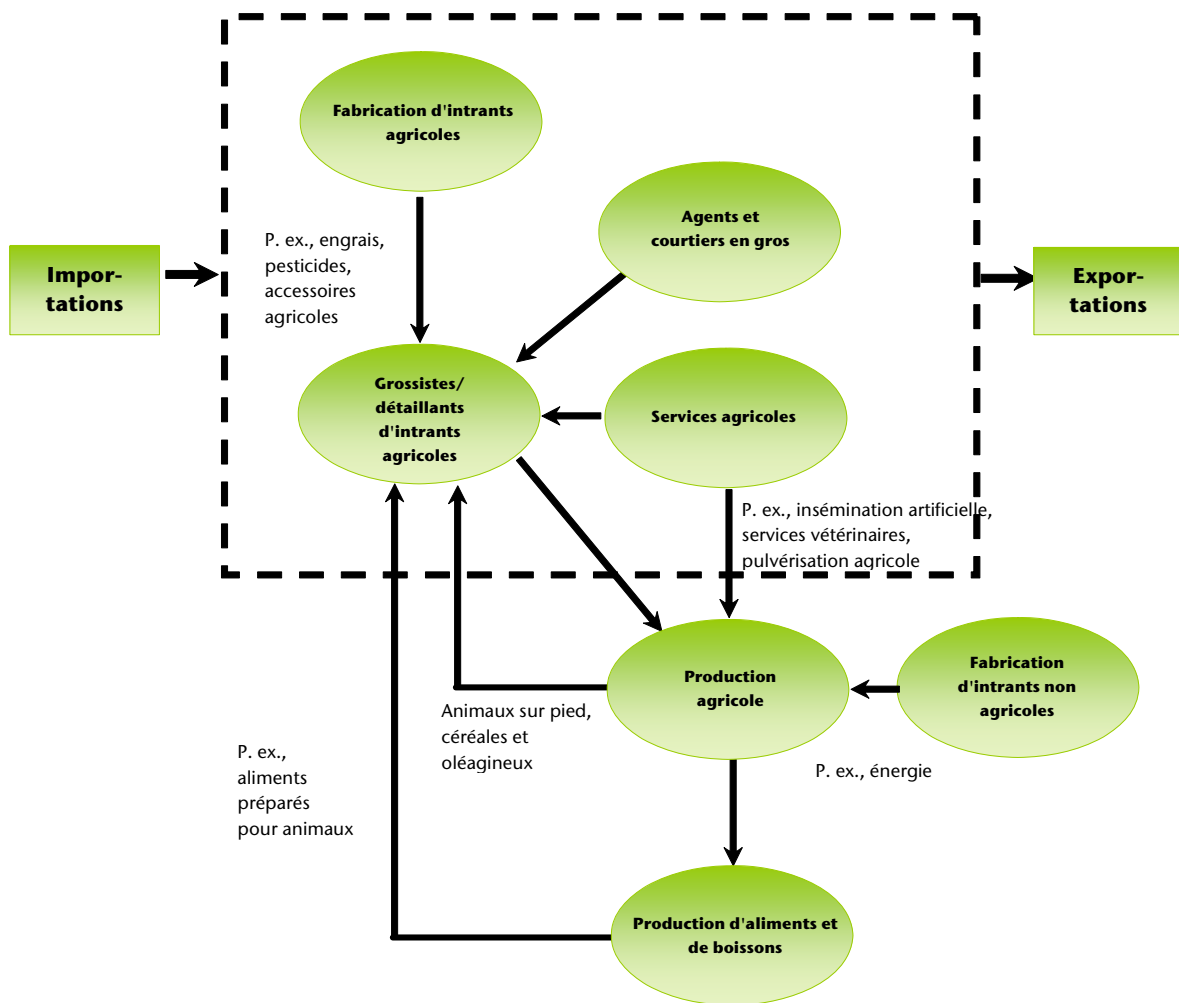 Fabrication d'intrants
agricoles
Agents et
courtiers en gros
P. ex., engrais,
pesticides,
accessoires
agricoles
Impor-
tations
Expor-
tations
Grossistes/
détaillants
d'intrants
agricoles
Services agricoles
P. ex., insémination artificielle,
services vétérinaires,
pulvérisation agricole
Production
agricole
Fabrication
d'intrants non
agricoles
Animaux sur pied,
céréales et
oléagineux
P. ex.,
aliments
préparés
pour animaux
P. ex., énergie
Production d'aliments et
de boissons